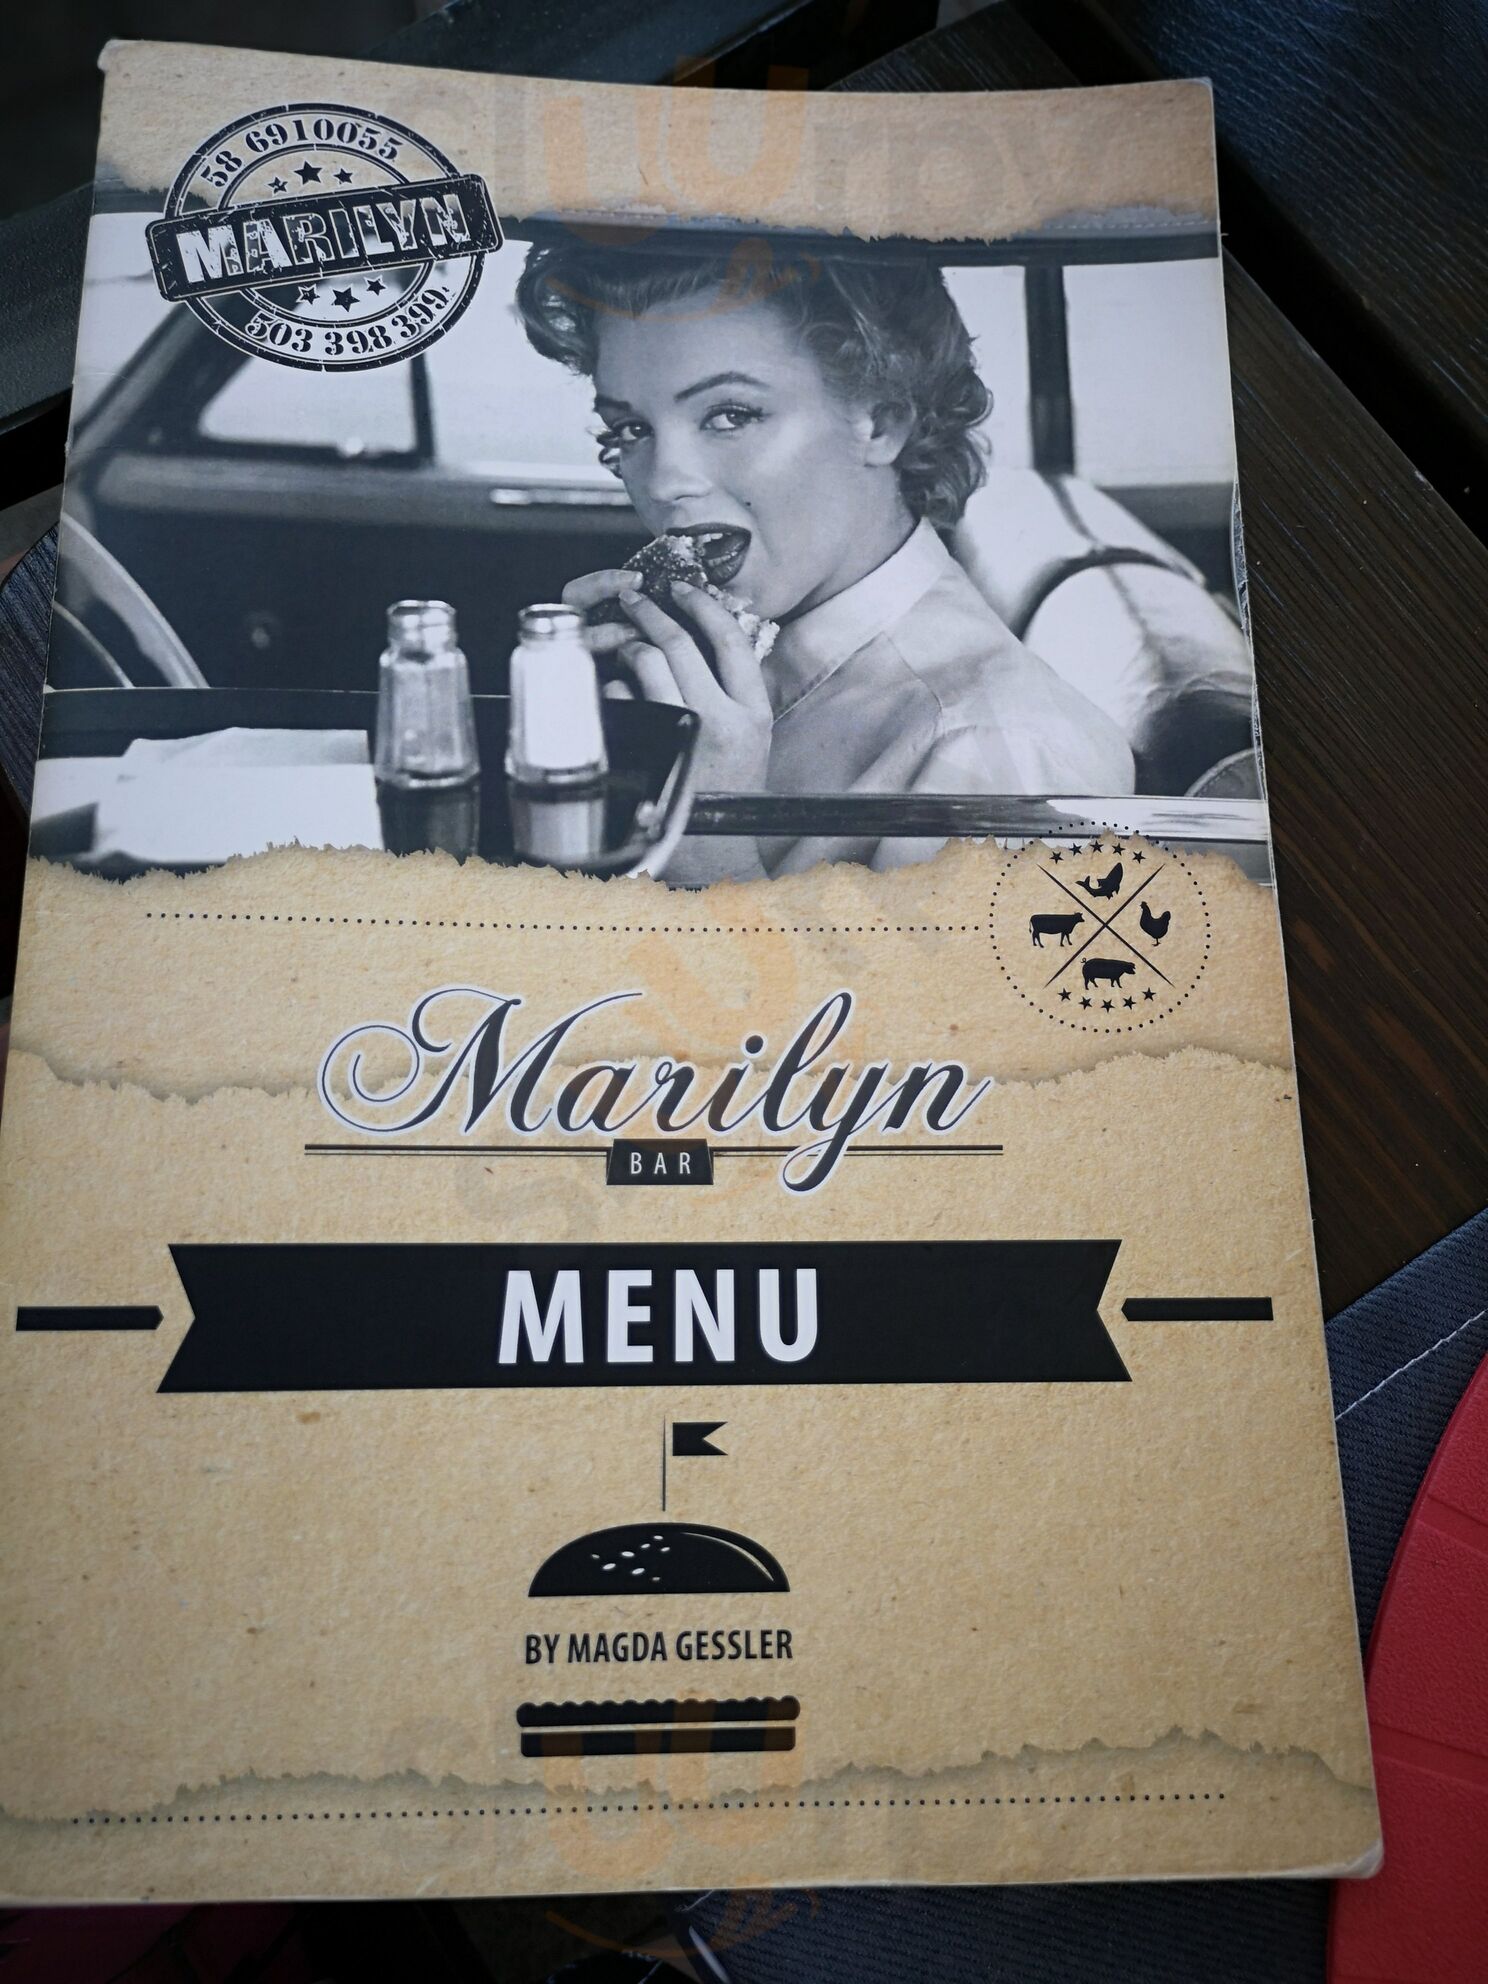 58 6910055
MARILYN
503 398 399
Marilyn
BAR
MENU
BY MAGDA GESSLER